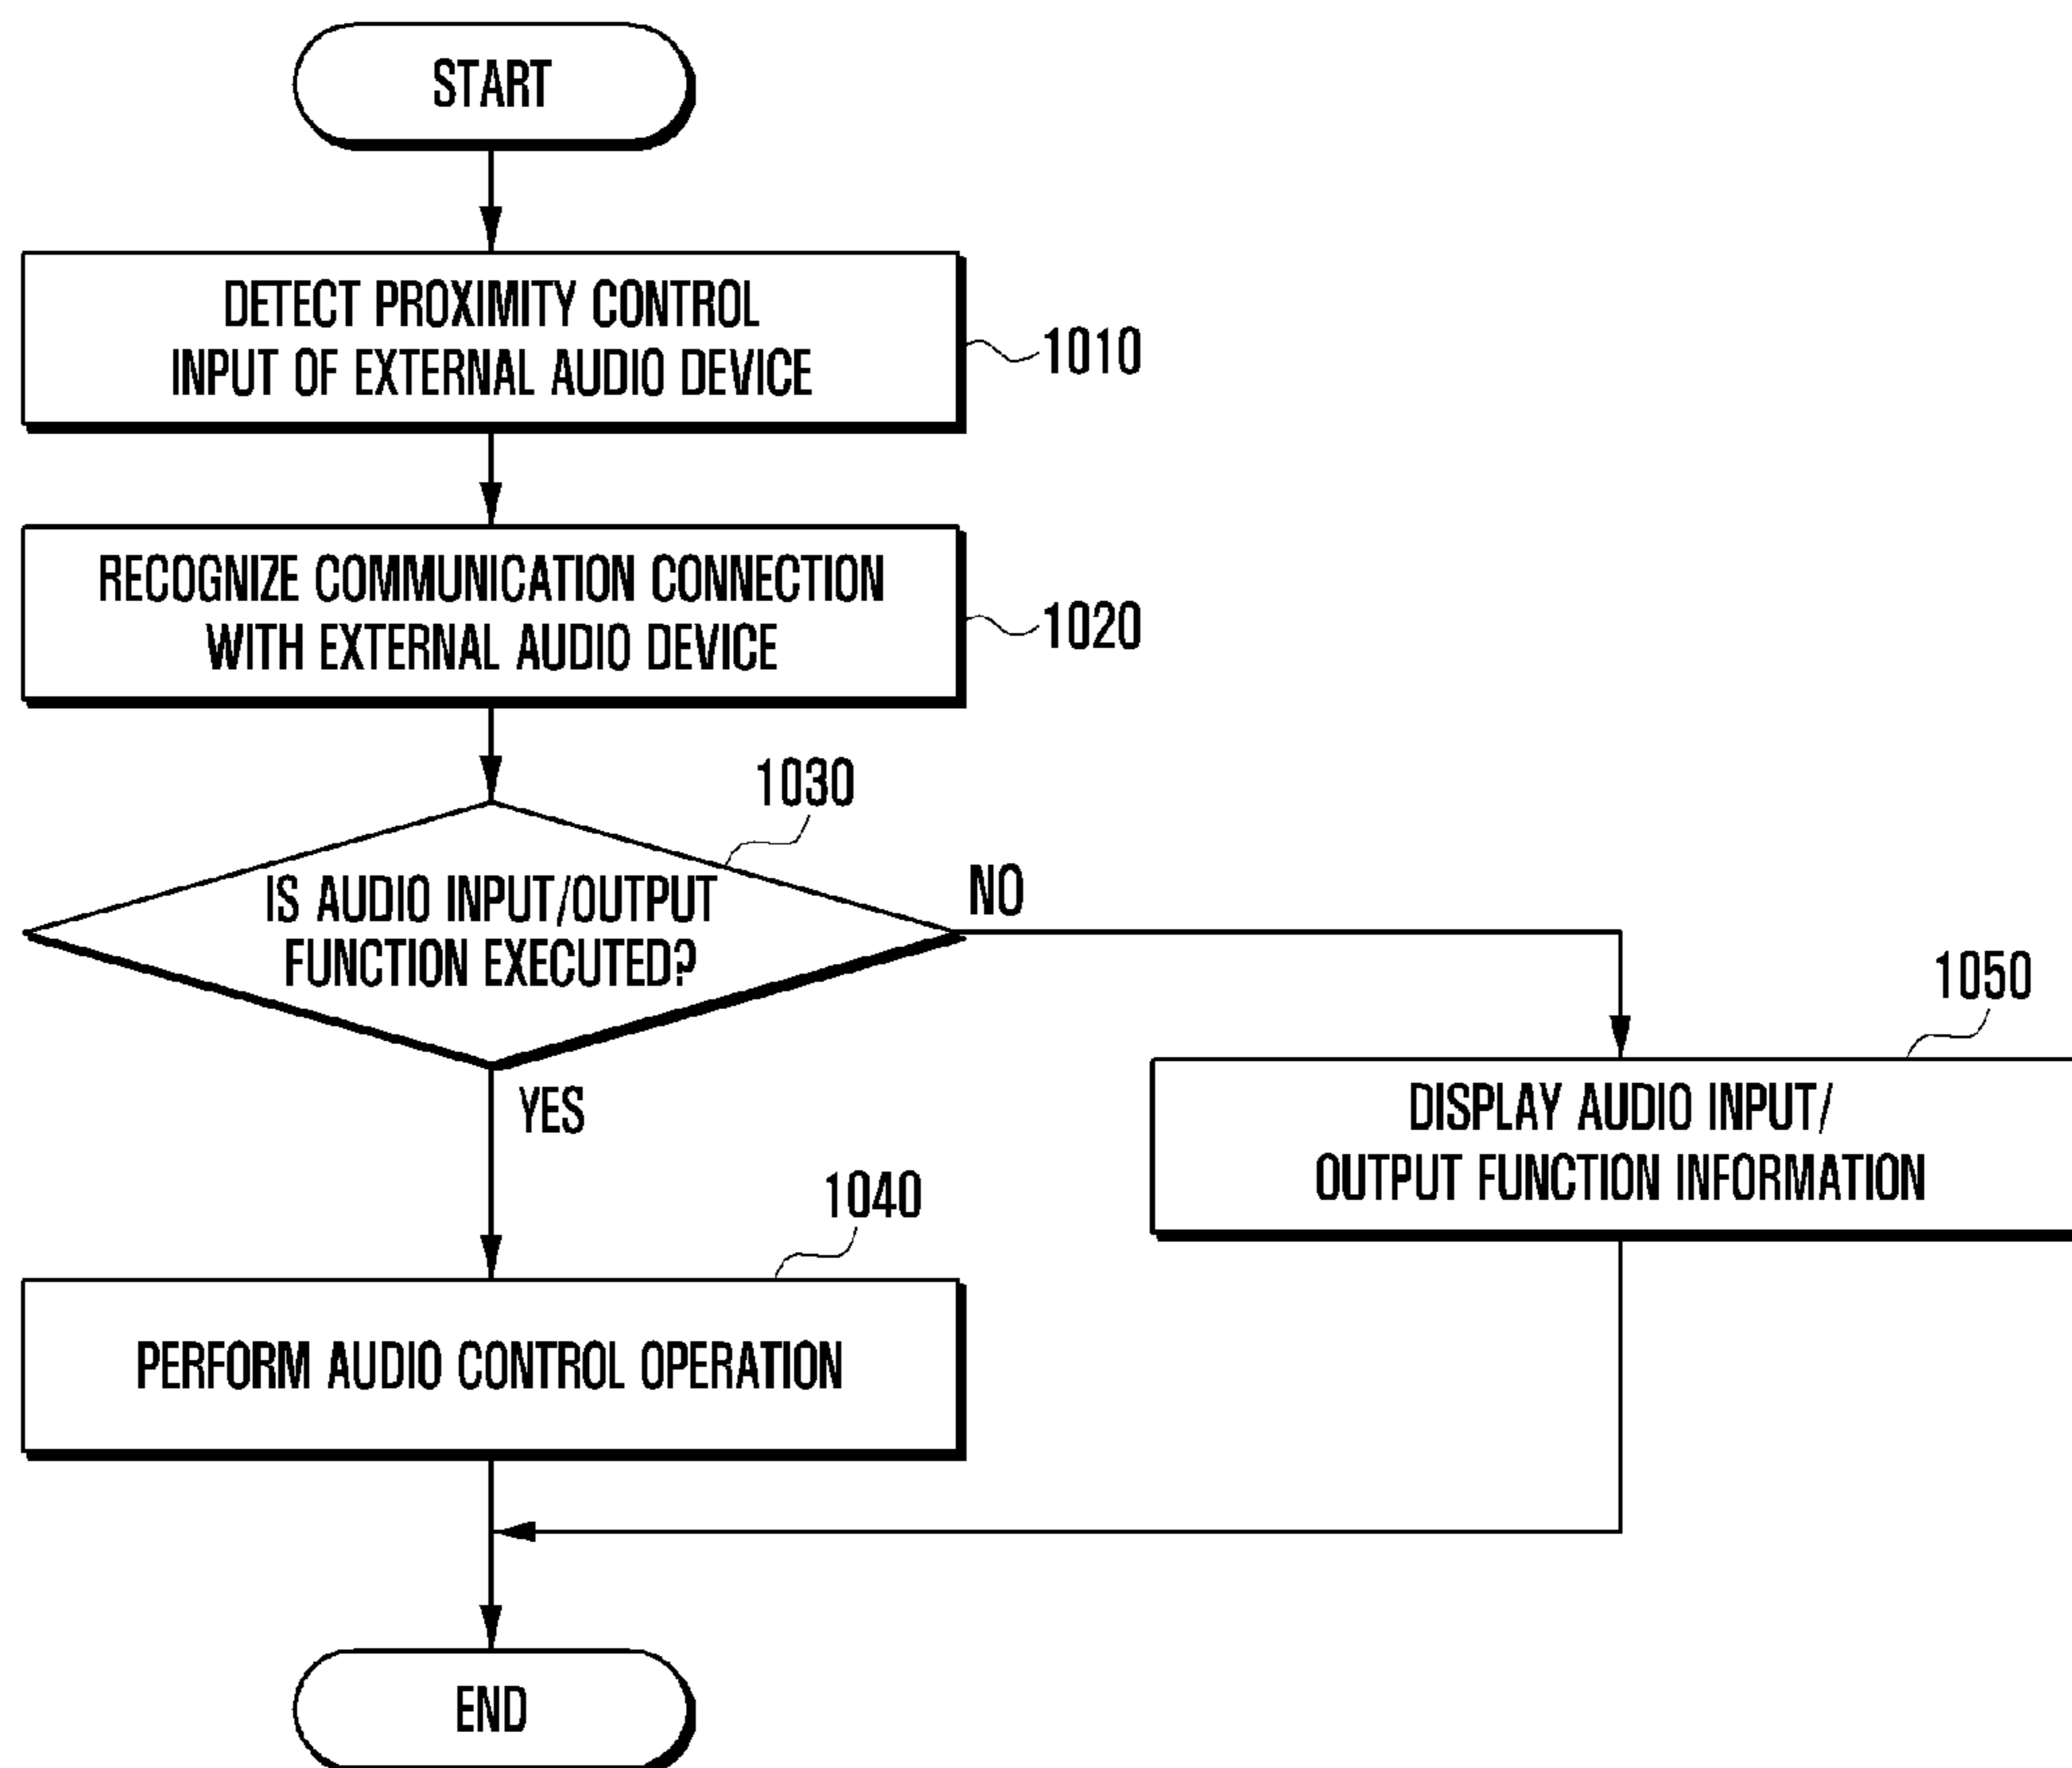 START
DETECT PROXIMITY CONTROL
INPUT OF EXTERNAL AUDIO DEVICE
1010
RECOGNIZE COMMUNICATION CONNECTION
WITH EXTERNAL AUDIO DEVICE
1020
1030
IS AUDIO INPUT/OUTPUT
FUNCTION EXECUTED?
NO
YES
1050
DISPLAY AUDIO INPUT/
OUTPUT FUNCTION INFORMATION
1040
PERFORM AUDIO CONTROL OPERATION
END